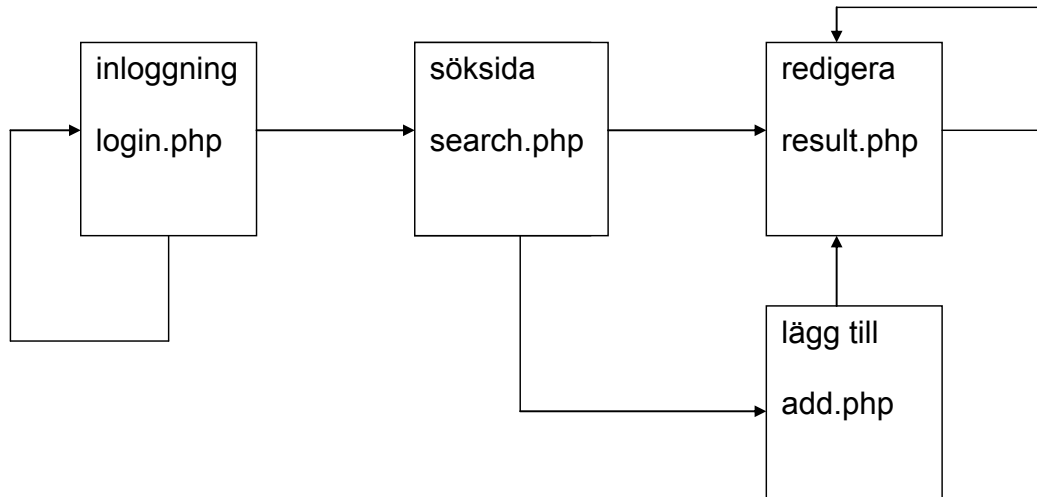 inloggning
login.php
söksida
search.php
redigera
result.php
lägg till
add.php